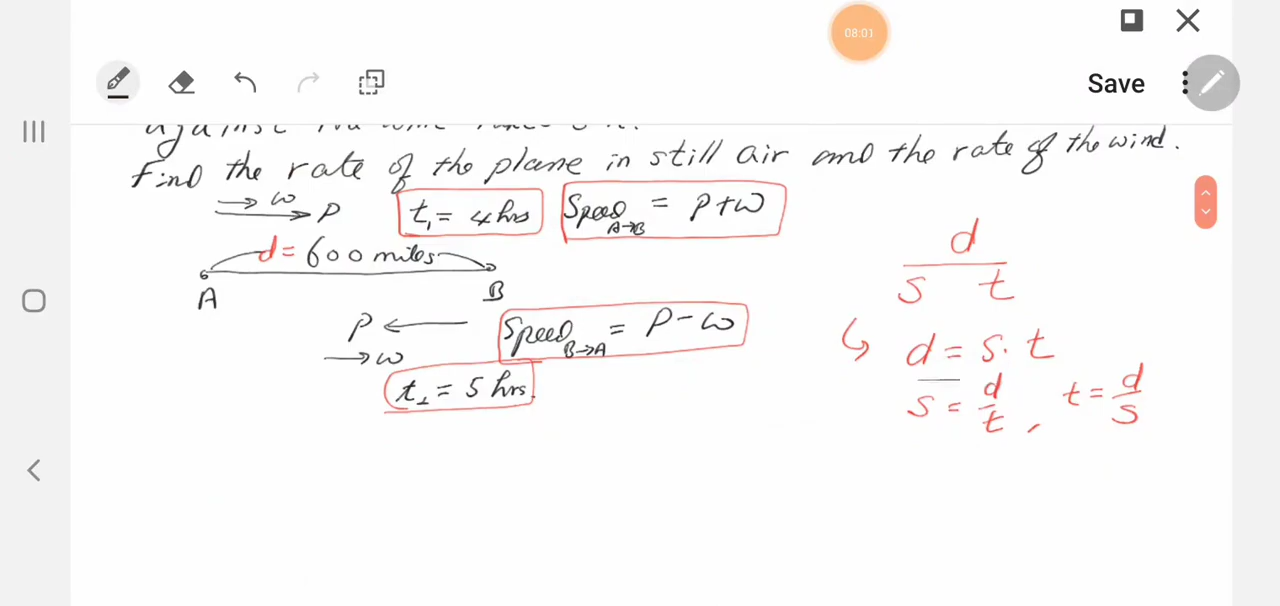 08:01
Save
against
Find the rate of the plane in still air and the rate of the wind.
w
P t₁ = 4 hrs Speed A→B = P+w
d = 600 miles
A B
P Speed B→A = P-w
w
t₂ = 5 hrs.
d
s t
d = s. t
s = d/t , t = d/s